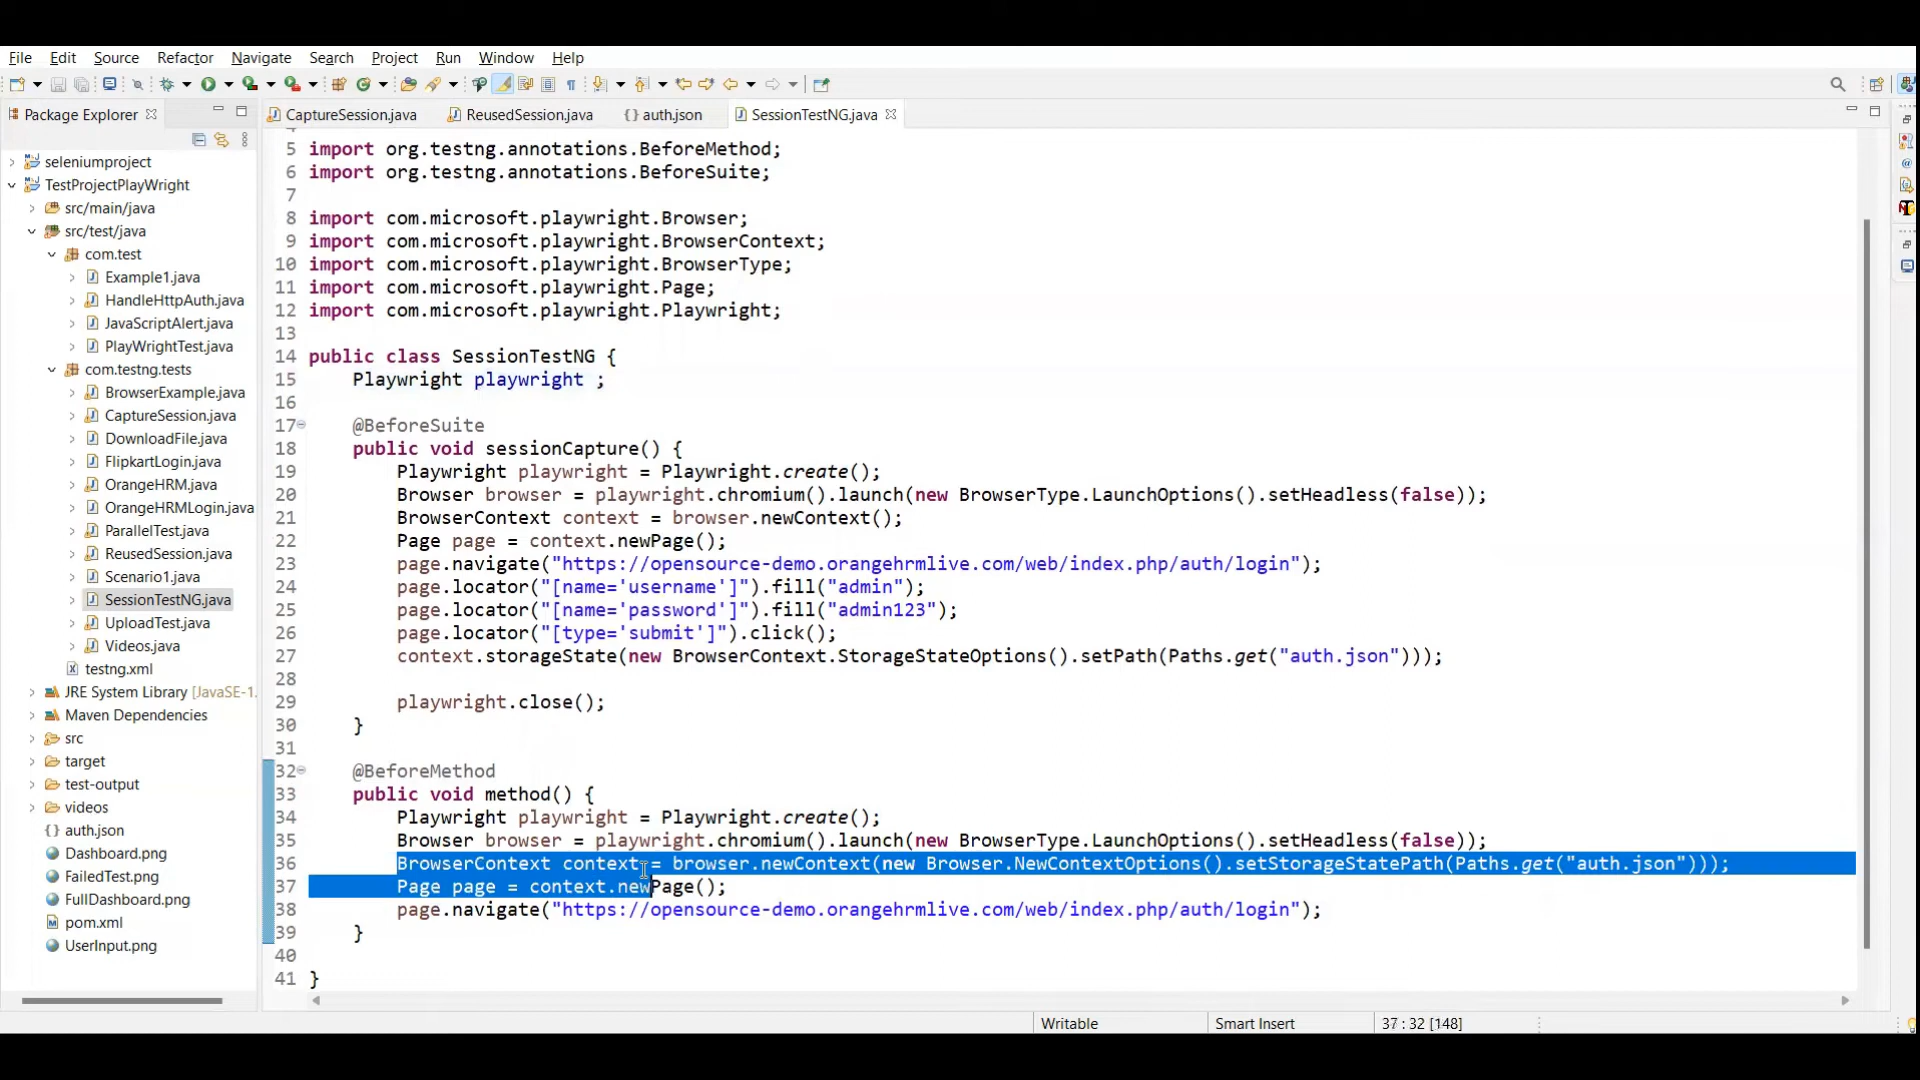 File Edit Source Refactor Navigate Search Project Run Window Help
Package Explorer
CaptureSession.java ReusedSession.java {} auth.json SessionTestNG.java
seleniumproject
TestProjectPlayWright
src/main/java
src/test/java
com.test
Example1.java
HandleHttpAuth.java
JavaScriptAlert.java
PlayWrightTest.java
com.testng.tests
BrowserExample.java
CaptureSession.java
DownloadFile.java
FlipkartLogin.java
OrangeHRM.java
OrangeHRMLogin.java
ParallelTest.java
ReusedSession.java
Scenario1.java
SessionTestNG.java
UploadTest.java
Videos.java
testng.xml
JRE System Library [JavaSE-1.
Maven Dependencies
src
target
test-output
videos
{} auth.json
Dashboard.png
FailedTest.png
FullDashboard.png
pom.xml
UserInput.png
5 import org.testng.annotations.BeforeMethod;
6 import org.testng.annotations.BeforeSuite;
7
8 import com.microsoft.playwright.Browser;
9 import com.microsoft.playwright.BrowserContext;
10 import com.microsoft.playwright.BrowserType;
11 import com.microsoft.playwright.Page;
12 import com.microsoft.playwright.Playwright;
13
14 public class SessionTestNG {
15 Playwright playwright ;
16
17 @BeforeSuite
18 public void sessionCapture() {
19 Playwright playwright = Playwright.create();
20 Browser browser = playwright.chromium().launch(new BrowserType.LaunchOptions().setHeadless(false));
21 BrowserContext context = browser.newContext();
22 Page page = context.newPage();
23 page.navigate("https://opensource-demo.orangehrmlive.com/web/index.php/auth/login");
24 page.locator("[name='username']").fill("admin");
25 page.locator("[name='password']").fill("admin123");
26 page.locator("[type='submit']").click();
27 context.storageState(new BrowserContext.StorageStateOptions().setPath(Paths.get("auth.json")));
28
29 playwright.close();
30 }
31
32 @BeforeMethod
33 public void method() {
34 Playwright playwright = Playwright.create();
35 Browser browser = playwright.chromium().launch(new BrowserType.LaunchOptions().setHeadless(false));
36 BrowserContext context = browser.newContext(new Browser.NewContextOptions().setStorageStatePath(Paths.get("auth.json")));
37 Page page = context.newPage();
38 page.navigate("https://opensource-demo.orangehrmlive.com/web/index.php/auth/login");
39 }
40
41 }
Writable Smart Insert 37 : 32 [148]